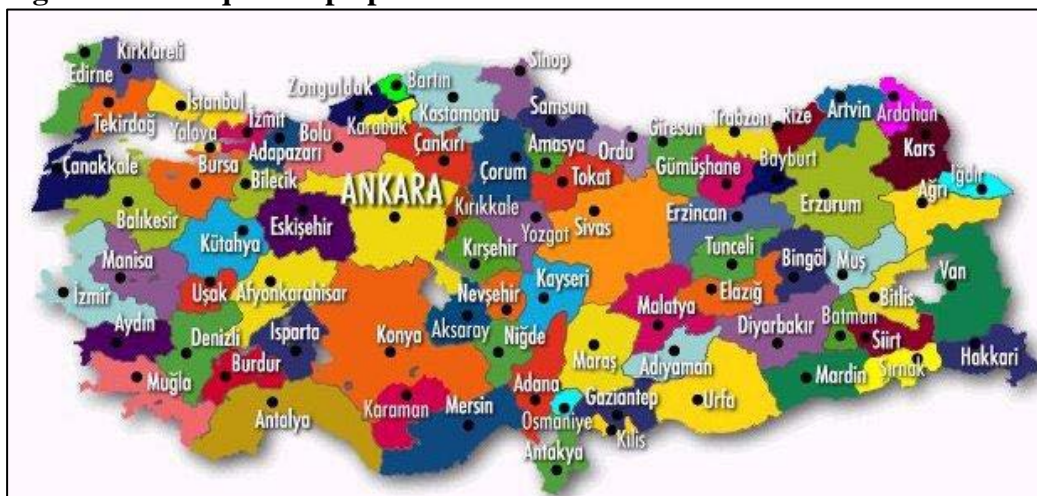 Kırklareli
Edirne
Tekirdağ
İstanbul
Yalova
İzmit
Adapazarı
Bolu
Zonguldak
Bartın
Karabük
Kastamonu
Sinop
Samsun
Çankırı
Çorum
Amasya
Ordu
Giresun
Trabzon
Rize
Artvin
Ardahan
Kars
Çanakkale
Bursa
Bilecik
ANKARA
Tokat
Gümüşhane
Bayburt
Iğdır
Ağrı
Balıkesir
Kütahya
Eskişehir
Kırıkkale
Yozgat
Sivas
Erzincan
Erzurum
Kırşehir
Tunceli
Bingöl
Muş
Van
Manisa
İzmir
Uşak
Afyonkarahisar
Nevşehir
Kayseri
Malatya
Elazığ
Bitlis
Aydın
Denizli
Isparta
Konya
Aksaray
Niğde
Maraş
Adıyaman
Diyarbakır
Batman
Siirt
Şırnak
Hakkari
Muğla
Burdur
Antalya
Karaman
Mersin
Adana
Osmaniye
Gaziantep
Kilis
Urfa
Mardin
Antakya